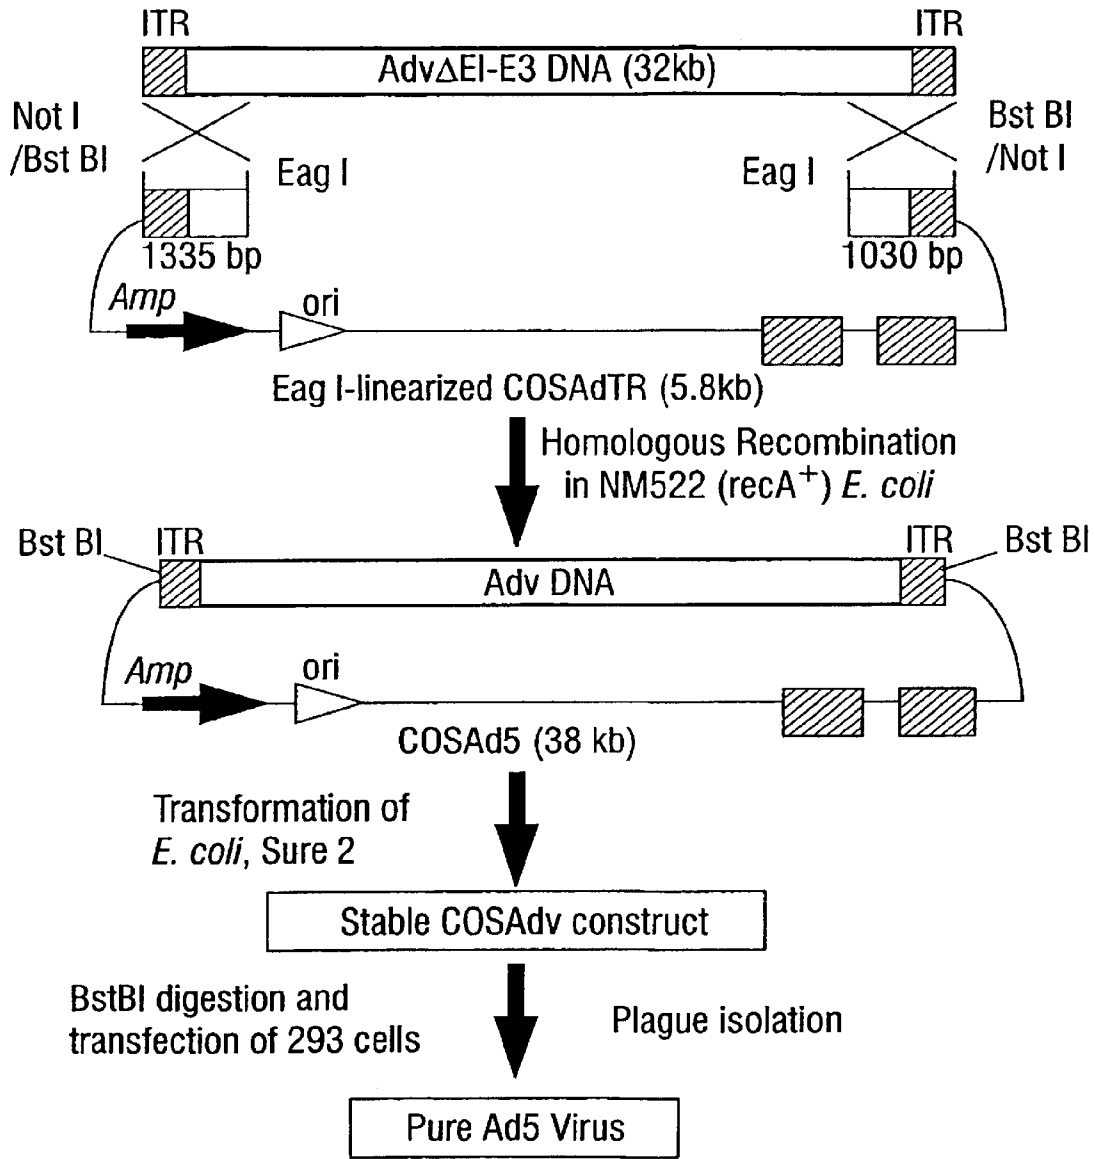 ITR
ITR
Adv∆EI-E3 DNA (32kb)
Not I
/Bst BI
Bst BI
/Not I
Eag I
Eag I
1335 bp
1030 bp
Amp
ori
Eag I-linearized COSAdTR (5.8kb)
Homologous Recombination
in NM522 (recA+) E. coli
Bst BI
ITR
ITR
Bst BI
Adv DNA
Amp
ori
COSAd5 (38 kb)
Transformation of
E. coli, Sure 2
Stable COSAdv construct
BstBI digestion and
transfection of 293 cells
Plague isolation
Pure Ad5 Virus